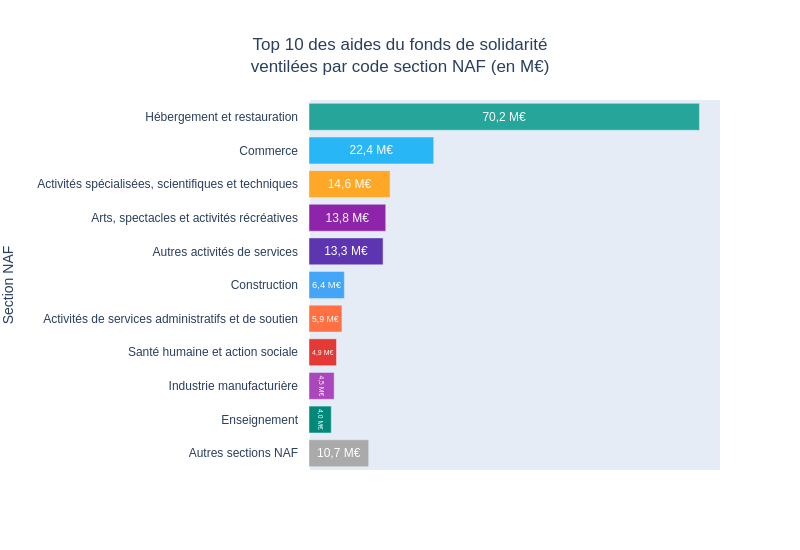 Top 10 des aides du fonds de solidarité
ventilées par code section NAF (en M€)
Section NAF
Hébergement et restauration 70,2 M€
Commerce 22,4 M€
Activités spécialisées, scientifiques et techniques 14,6 M€
Arts, spectacles et activités récréatives 13,8 M€
Autres activités de services 13,3 M€
Construction 6,4 M€
Activités de services administratifs et de soutien 5,9 M€
Santé humaine et action sociale 4,9 M€
Industrie manufacturière 4,5 M€
Enseignement 4,0 M€
Autres sections NAF 10,7 M€